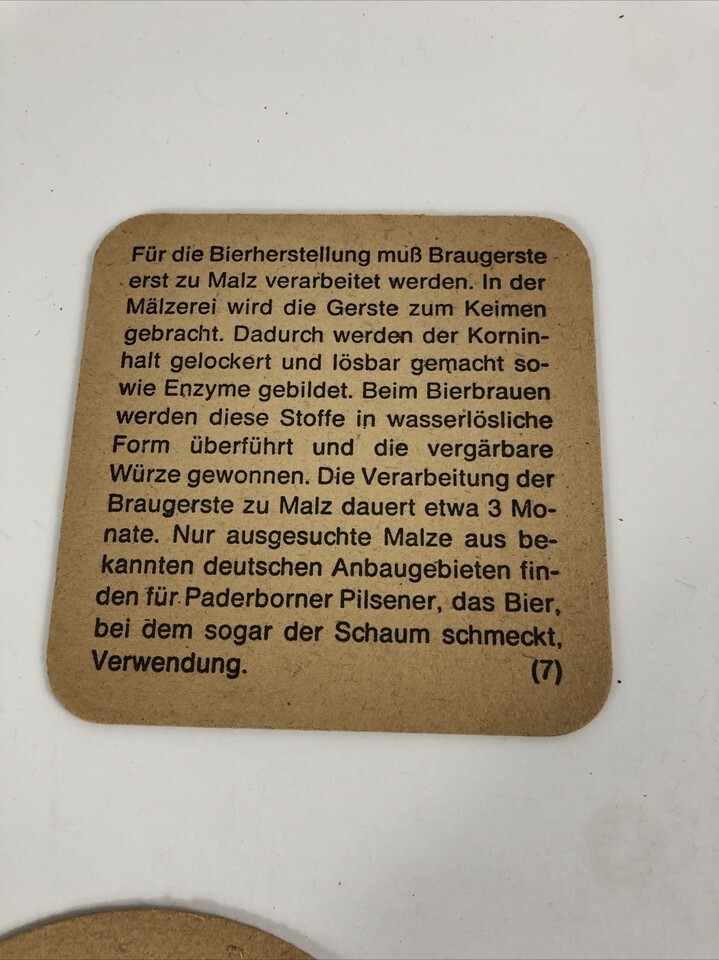 Für die Bierherstellung muß Braugerste
erst zu Malz verarbeitet werden. In der
Mälzerei wird die Gerste zum Keimen
gebracht. Dadurch werden der Kornin-
halt gelockert und lösbar gemacht so-
wie Enzyme gebildet. Beim Bierbrauen
werden diese Stoffe in wasserlösliche
Form überführt und die vergärbare
Würze gewonnen. Die Verarbeitung der
Braugerste zu Malz dauert etwa 3 Mo-
nate. Nur ausgesuchte Malze aus be-
kannten deutschen Anbaugebieten fin-
den für Paderborner Pilsener, das Bier,
bei dem sogar der Schaum schmeckt,
Verwendung. (7)